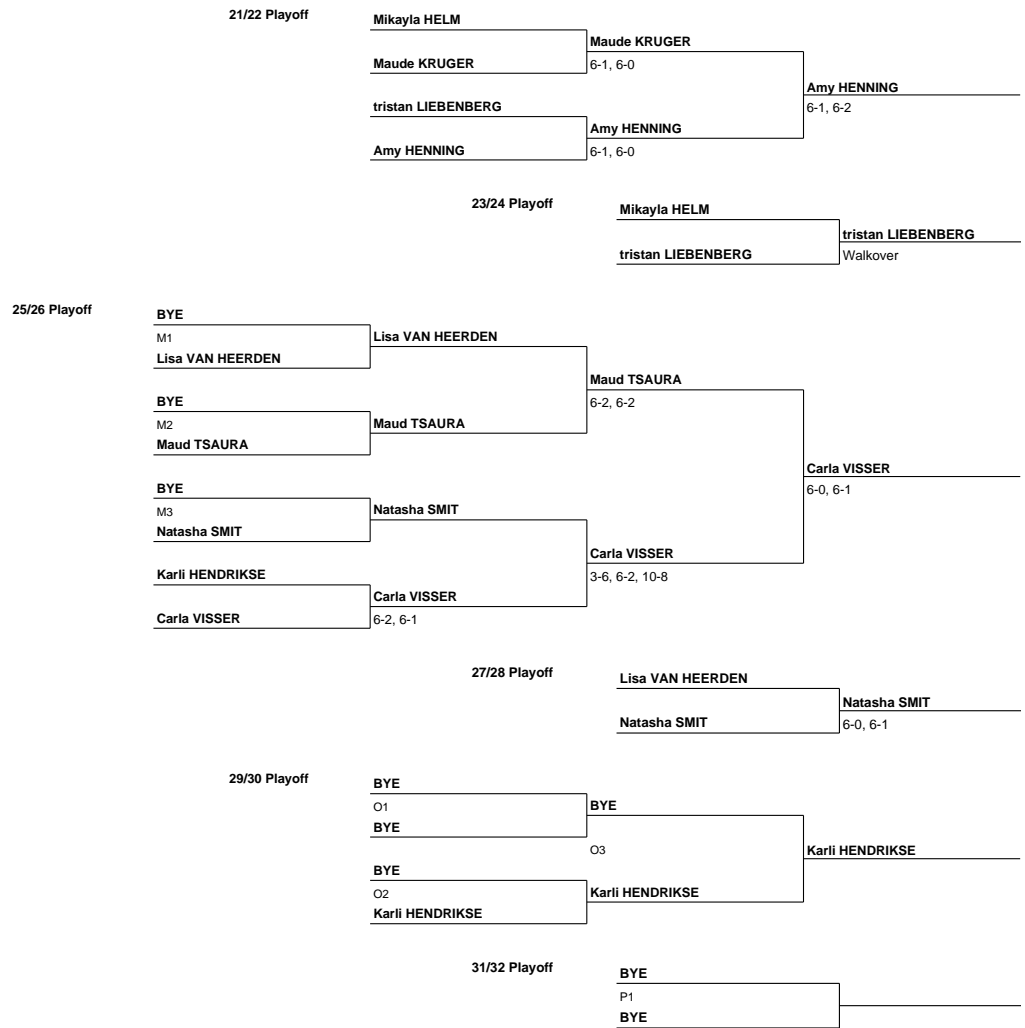 21/22 Playoff
Mikayla HELM
Maude KRUGER
Maude KRUGER
6-1, 6-0
Amy HENNING
tristan LIEBENBERG
6-1, 6-2
Amy HENNING
Amy HENNING
6-1, 6-0
23/24 Playoff
Mikayla HELM
tristan LIEBENBERG
tristan LIEBENBERG
Walkover
25/26 Playoff
BYE
M1
Lisa VAN HEERDEN
Lisa VAN HEERDEN
Maud TSAURA
BYE
6-2, 6-2
M2
Maud TSAURA
Maud TSAURA
Carla VISSER
BYE
6-0, 6-1
M3
Natasha SMIT
Natasha SMIT
Carla VISSER
Karli HENDRIKSE
3-6, 6-2, 10-8
Carla VISSER
Carla VISSER
6-2, 6-1
27/28 Playoff
Lisa VAN HEERDEN
Natasha SMIT
Natasha SMIT
6-0, 6-1
29/30 Playoff
BYE
O1
BYE
BYE
O3
Karli HENDRIKSE
BYE
O2
Karli HENDRIKSE
Karli HENDRIKSE
31/32 Playoff
BYE
P1
BYE